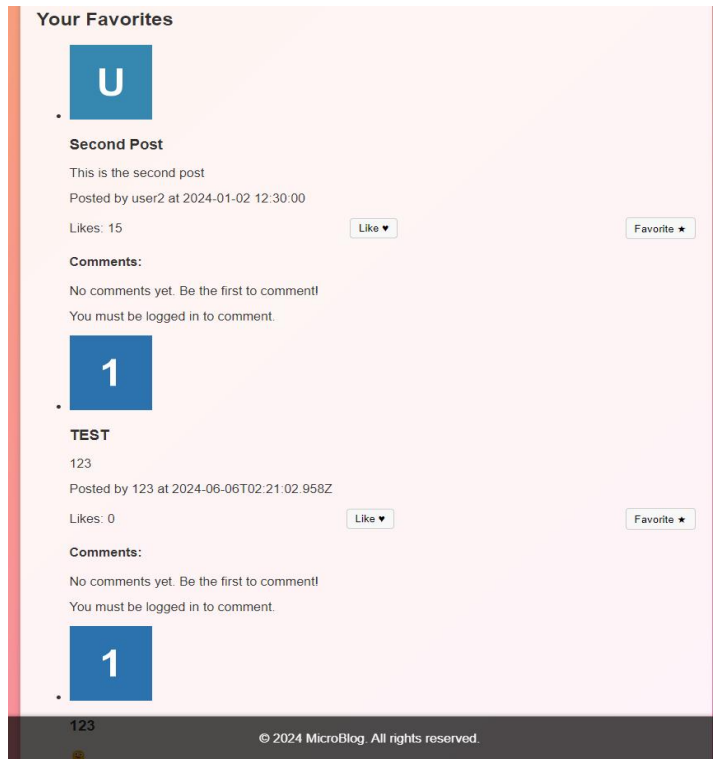 Your Favorites
U
Second Post
This is the second post
Posted by user2 at 2024-01-02 12:30:00
Likes: 15 Like ♥ Favorite ★
Comments:
No comments yet. Be the first to comment!
You must be logged in to comment.
1
TEST
123
Posted by 123 at 2024-06-06T02:21:02.958Z
Likes: 0 Like ♥ Favorite ★
Comments:
No comments yet. Be the first to comment!
You must be logged in to comment.
1
123
© 2024 MicroBlog. All rights reserved.